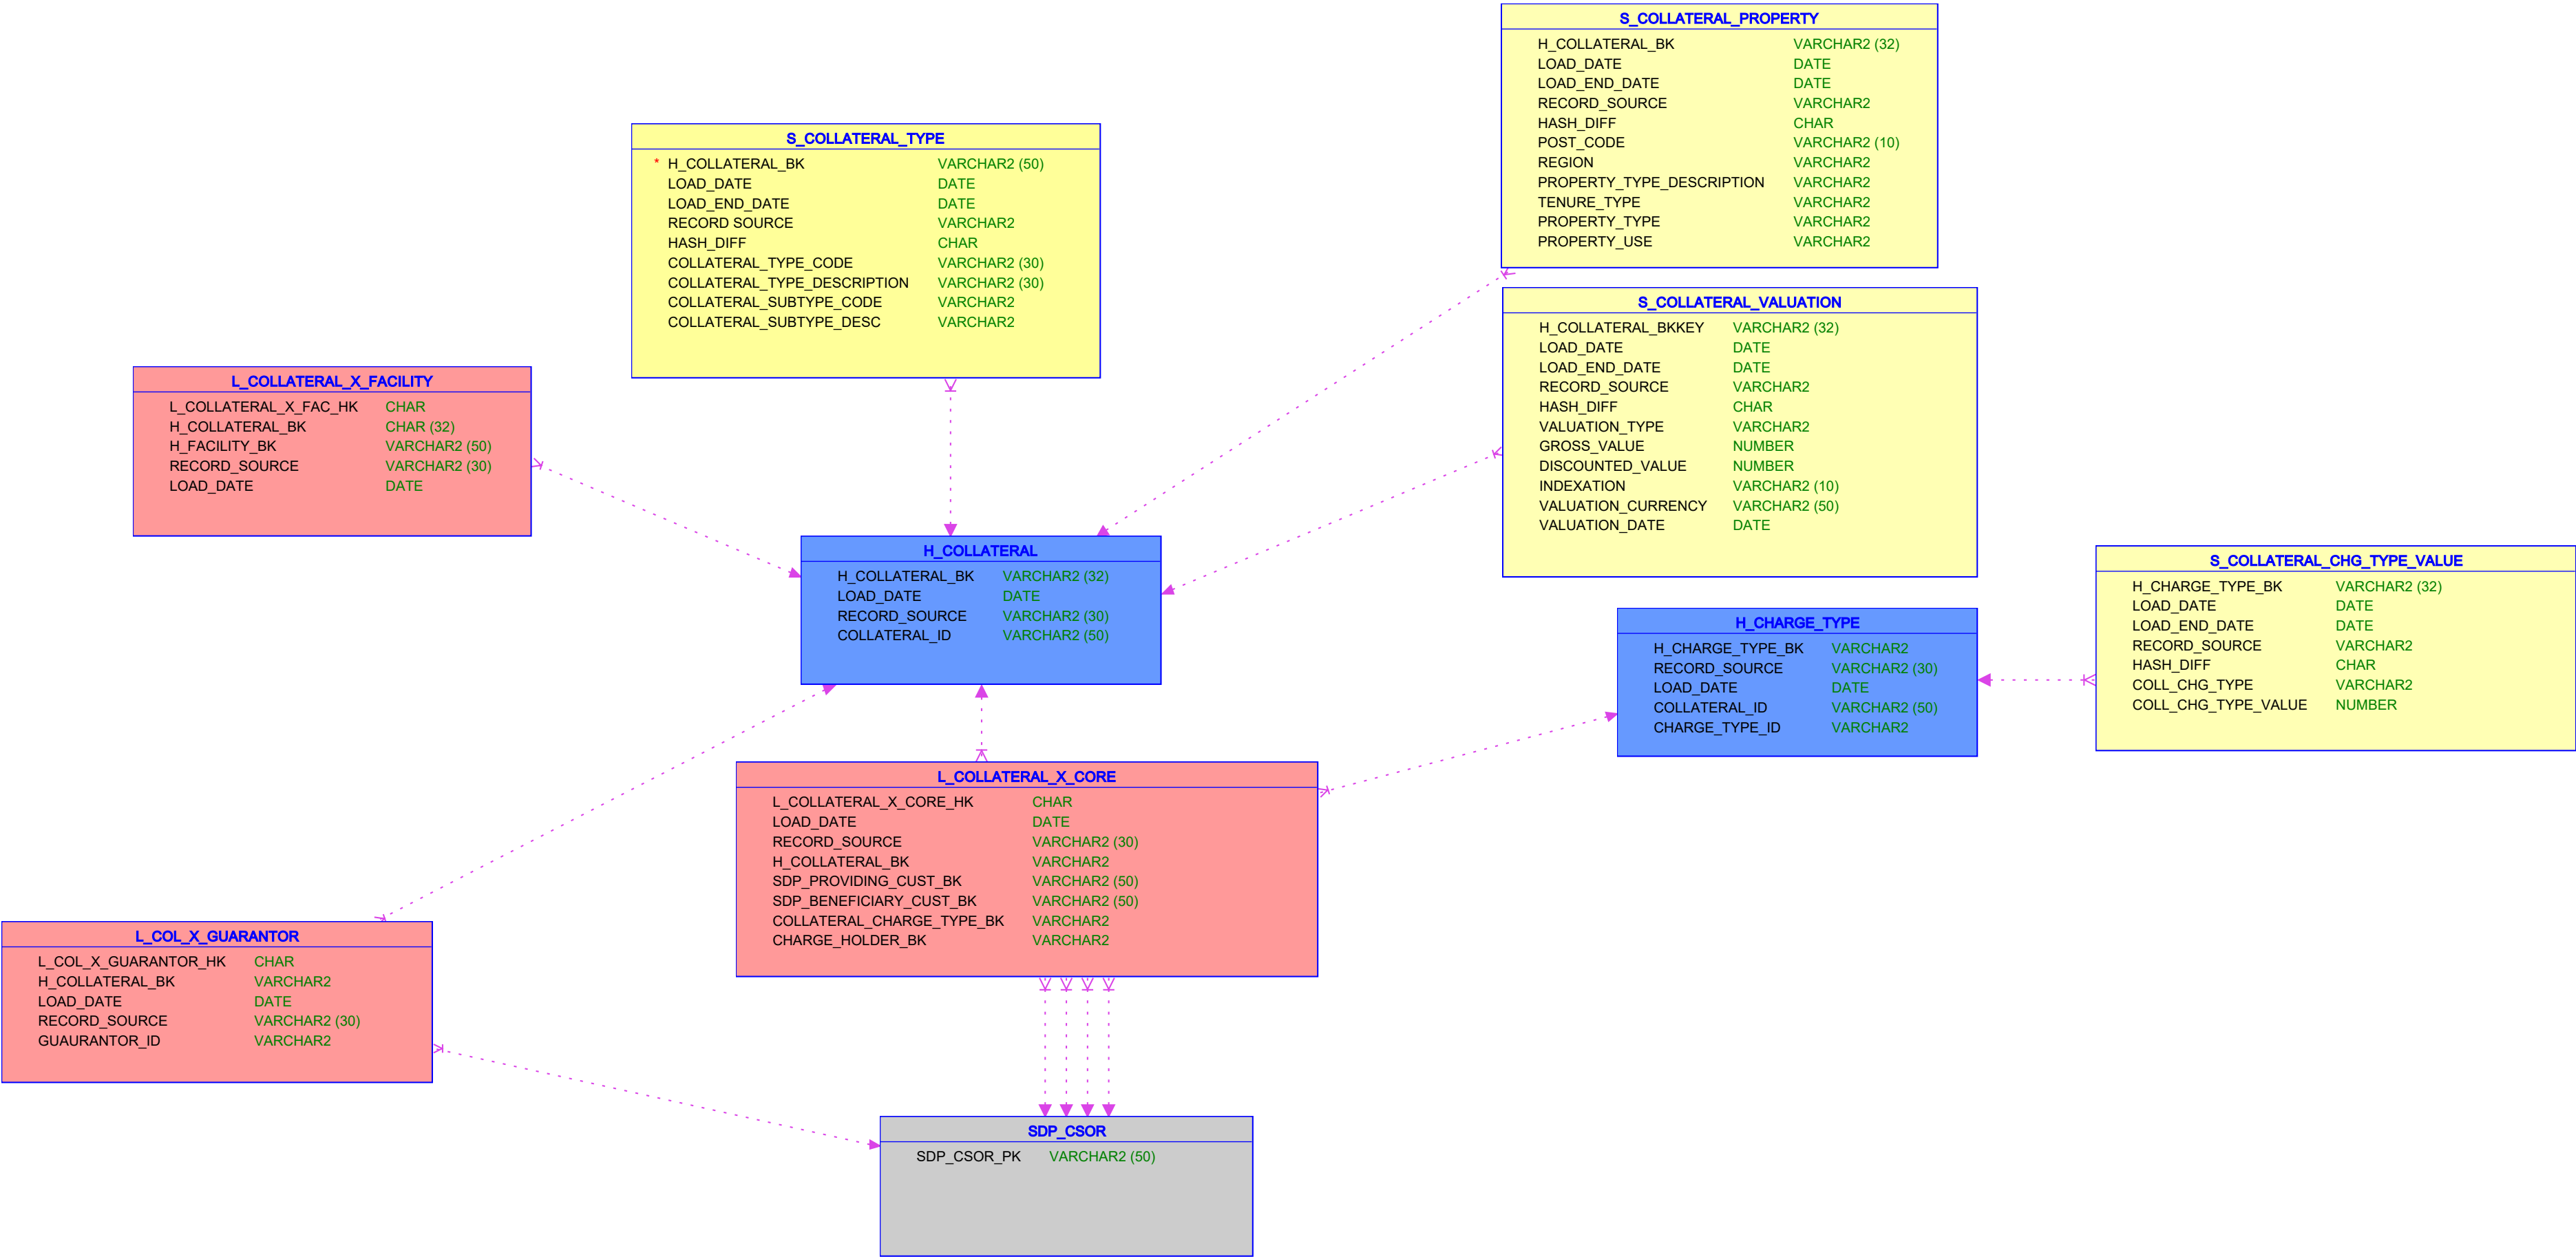 S_COLLATERAL_PROPERTY
H_COLLATERAL_BK VARCHAR2 (32)
LOAD_DATE DATE
LOAD_END_DATE DATE
RECORD_SOURCE VARCHAR2
HASH_DIFF CHAR
POST_CODE VARCHAR2 (10)
REGION VARCHAR2
PROPERTY_TYPE_DESCRIPTION VARCHAR2
TENURE_TYPE VARCHAR2
PROPERTY_TYPE VARCHAR2
PROPERTY_USE VARCHAR2
S_COLLATERAL_TYPE
* H_COLLATERAL_BK VARCHAR2 (50)
LOAD_DATE DATE
LOAD_END_DATE DATE
RECORD SOURCE VARCHAR2
HASH_DIFF CHAR
COLLATERAL_TYPE_CODE VARCHAR2 (30)
COLLATERAL_TYPE_DESCRIPTION VARCHAR2 (30)
COLLATERAL_SUBTYPE_CODE VARCHAR2
COLLATERAL_SUBTYPE_DESC VARCHAR2
S_COLLATERAL_VALUATION
H_COLLATERAL_BKKEY VARCHAR2 (32)
LOAD_DATE DATE
LOAD_END_DATE DATE
RECORD_SOURCE VARCHAR2
HASH_DIFF CHAR
VALUATION_TYPE VARCHAR2
GROSS_VALUE NUMBER
DISCOUNTED_VALUE NUMBER
INDEXATION VARCHAR2 (10)
VALUATION_CURRENCY VARCHAR2 (50)
VALUATION_DATE DATE
L_COLLATERAL_X_FACILITY
L_COLLATERAL_X_FAC_HK CHAR
H_COLLATERAL_BK CHAR (32)
H_FACILITY_BK VARCHAR2 (50)
RECORD_SOURCE VARCHAR2 (30)
LOAD_DATE DATE
H_COLLATERAL
H_COLLATERAL_BK VARCHAR2 (32)
LOAD_DATE DATE
RECORD_SOURCE VARCHAR2 (30)
COLLATERAL_ID VARCHAR2 (50)
S_COLLATERAL_CHG_TYPE_VALUE
H_CHARGE_TYPE_BK VARCHAR2 (32)
LOAD_DATE DATE
LOAD_END_DATE DATE
RECORD_SOURCE VARCHAR2
HASH_DIFF CHAR
COLL_CHG_TYPE VARCHAR2
COLL_CHG_TYPE_VALUE NUMBER
H_CHARGE_TYPE
H_CHARGE_TYPE_BK VARCHAR2
RECORD_SOURCE VARCHAR2 (30)
LOAD_DATE DATE
COLLATERAL_ID VARCHAR2 (50)
CHARGE_TYPE_ID VARCHAR2
L_COLLATERAL_X_CORE
L_COLLATERAL_X_CORE_HK CHAR
LOAD_DATE DATE
RECORD_SOURCE VARCHAR2 (30)
H_COLLATERAL_BK VARCHAR2
SDP_PROVIDING_CUST_BK VARCHAR2 (50)
SDP_BENEFICIARY_CUST_BK VARCHAR2 (50)
COLLATERAL_CHARGE_TYPE_BK VARCHAR2
CHARGE_HOLDER_BK VARCHAR2
L_COL_X_GUARANTOR
L_COL_X_GUARANTOR_HK CHAR
H_COLLATERAL_BK VARCHAR2
LOAD_DATE DATE
RECORD_SOURCE VARCHAR2 (30)
GUAURANTOR_ID VARCHAR2
SDP_CSOR
SDP_CSOR_PK VARCHAR2 (50)